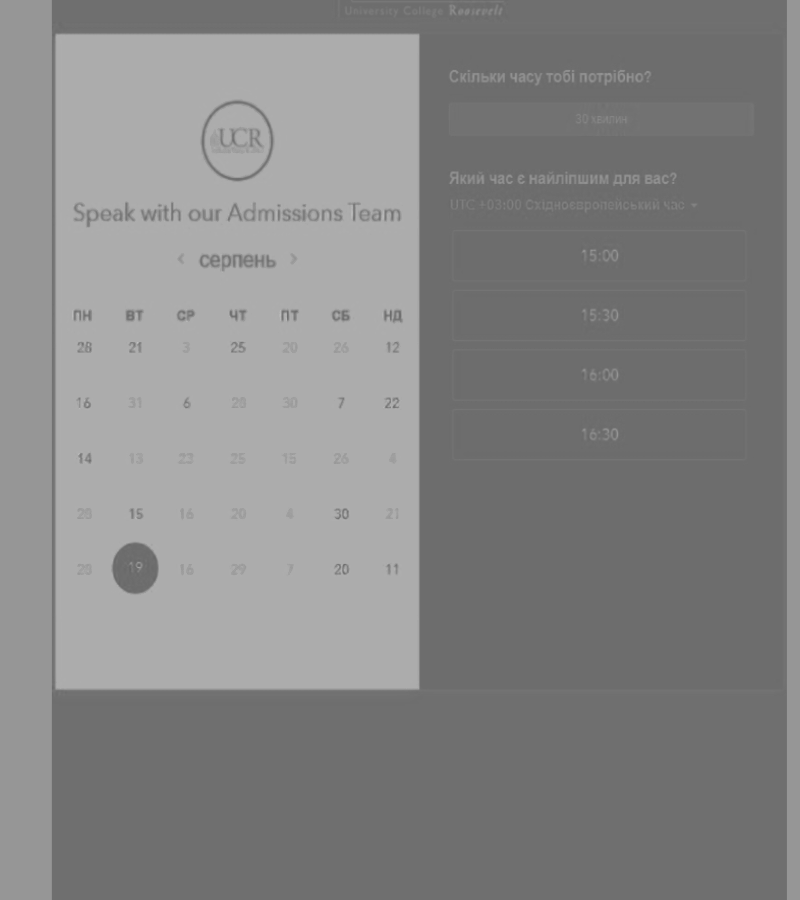 University College Roosevelt
UCR
Speak with our Admissions Team
‹ серпень ›
ПН ВТ СР ЧТ ПТ СБ НД
28 21 3 25 20 26 12
16 31 6 28 30 7 22
14 13 23 25 15 26 4
28 15 16 20 4 30 21
28 19 16 29 7 20 11
Скільки часу тобі потрібно?
30 хвилин
Який час є найліпшим для вас?
UTC +03:00 Східноєвропейський час
15:00
15:30
16:00
16:30